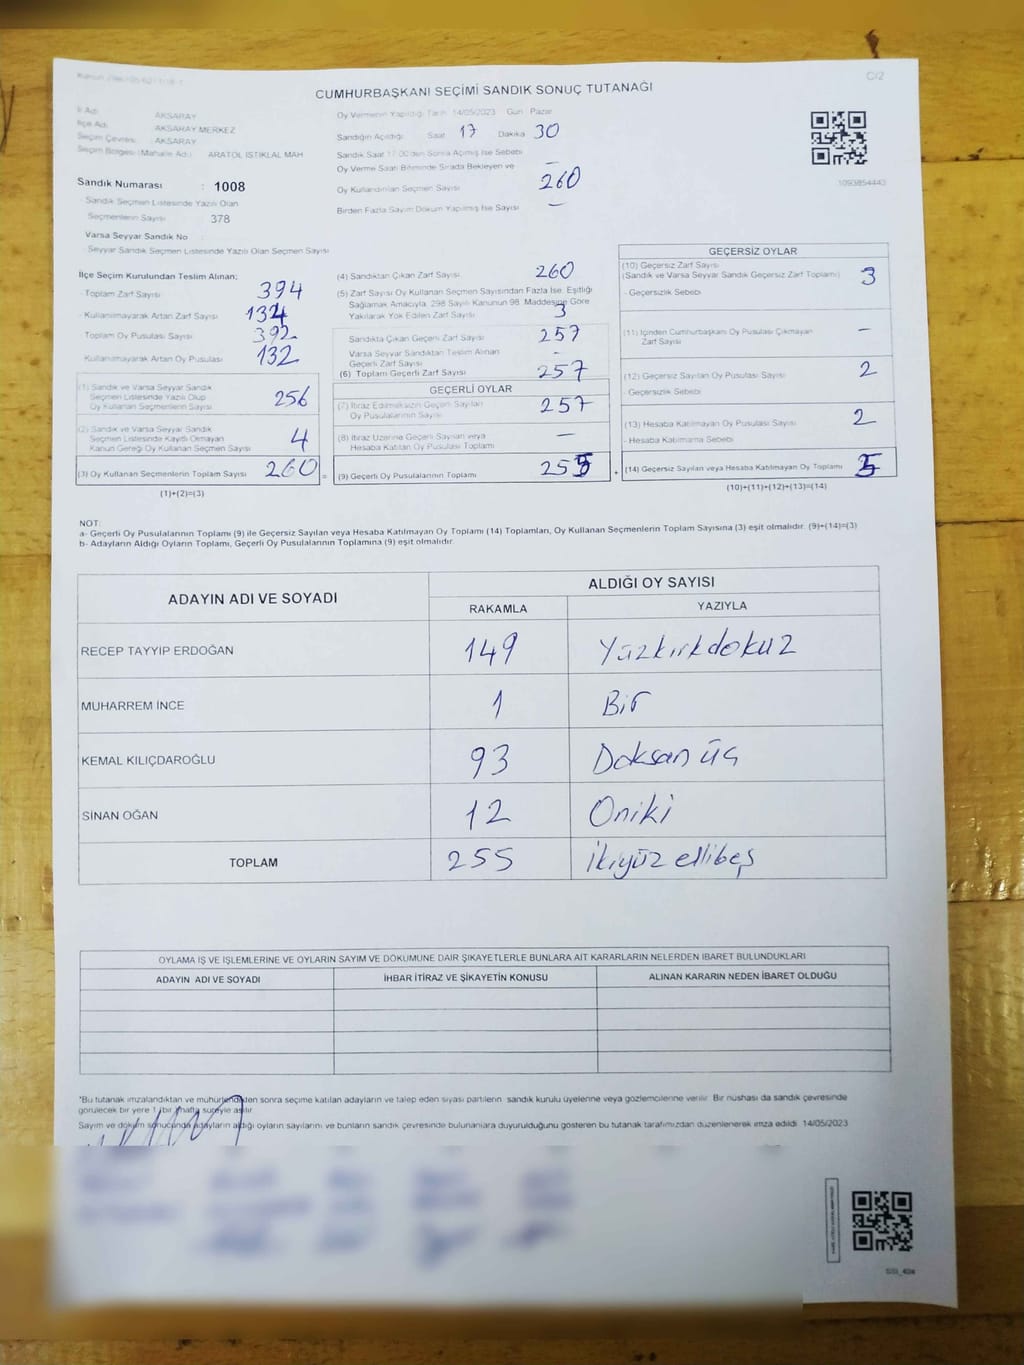 C/2
CUMHURBAŞKANI SEÇİMİ SANDIK SONUÇ TUTANAĞI
İl Adı AKSARAY
İlçe Adı AKSARAY MERKEZ
Seçim Çevresi AKSARAY
Seçim Bölgesi (Mahalle Adı) ARATOL İSTİKLAL MAH
Sandık Numarası : 1008
Sandık Seçmen Listesinde Yazılı Olan
Seçmenlerin Sayısı 378
Varsa Seyyar Sandık No
Seyyar Sandık Seçmen Listesinde Yazılı Olan Seçmen Sayısı
Oy Vermenin Yapıldığı Tarih 14/05/2023 Gün Pazar
Sandığın Açıldığı Saat 17 Dakika 30
Sandık Saat 17.00'den Sonra Açılmış İse Sebebi
Oy Verme Saati Bitiminde Sırada Bekleyen ve –
Oy Kullandırılan Seçmen Sayısı 260
Birden Fazla Sayım Döküm Yapılmış İse Sayısı –
1093854443
İlçe Seçim Kurulundan Teslim Alınan;
- Toplam Zarf Sayısı 394
- Kullanılmayarak Artan Zarf Sayısı 134
Toplam Oy Pusulası Sayısı 392
Kullanılmayarak Artan Oy Pusulası 132
(1) Sandık ve Varsa Seyyar Sandık
Seçmen Listesinde Yazılı Olup
Oy Kullanan Seçmenlerin Sayısı 256
(2) Sandık ve Varsa Seyyar Sandık
Seçmen Listesinde Kayıtlı Olmayan
Kanun Gereği Oy Kullanan Seçmen Sayısı 4
(3) Oy Kullanan Seçmenlerin Toplam Sayısı 260 =
(1)+(2)=(3)
(4) Sandıktan Çıkan Zarf Sayısı 260
(5) Zarf Sayısı Oy Kullanan Seçmen Sayısından Fazla İse, Eşitliği
Sağlamak Amacıyla, 298 Sayılı Kanunun 98. Maddesine Göre
Yakılarak Yok Edilen Zarf Sayısı 3
Sandıkta Çıkan Geçerli Zarf Sayısı 257
Varsa Seyyar Sandıktan Teslim Alınan
Geçerli Zarf Sayısı -
(6) Toplam Geçerli Zarf Sayısı 257
GEÇERLİ OYLAR
(7) İtiraz Edilmeksizin Geçerli Sayılan
Oy Pusulalarının Sayısı 257
(8) İtiraz Üzerine Geçerli Sayılan veya
Hesaba Katılan Oy Pusulası Toplamı –
(9) Geçerli Oy Pusulalarının Toplamı 255 +
GEÇERSİZ OYLAR
(10) Geçersiz Zarf Sayısı
(Sandık ve Varsa Seyyar Sandık Geçersiz Zarf Toplamı) 3
- Geçersizlik Sebebi
(11) İçinden Cumhurbaşkanı Oy Pusulası Çıkmayan
Zarf Sayısı –
(12) Geçersiz Sayılan Oy Pusulası Sayısı 2
- Geçersizlik Sebebi
(13) Hesaba Katılmayan Oy Pusulası Sayısı 2
- Hesaba Katılmama Sebebi
(14) Geçersiz Sayılan veya Hesaba Katılmayan Oy Toplamı 5
(10)+(11)+(12)+(13)=(14)
NOT:
a- Geçerli Oy Pusulalarının Toplamı (9) ile Geçersiz Sayılan veya Hesaba Katılmayan Oy Toplamı (14) Toplamları, Oy Kullanan Seçmenlerin Toplam Sayısına (3) eşit olmalıdır. (9)+(14)=(3)
b- Adayların Aldığı Oyların Toplamı, Geçerli Oy Pusulalarının Toplamına (9) eşit olmalıdır.
ADAYIN ADI VE SOYADI ALDIĞI OY SAYISI
RAKAMLA YAZIYLA
RECEP TAYYİP ERDOĞAN 149 Yüzkırkdokuz
MUHARREM İNCE 1 Bir
KEMAL KILIÇDAROĞLU 93 Doksan üç
SİNAN OĞAN 12 Oniki
TOPLAM 255 İkiyüz ellibeş
OYLAMA İŞ VE İŞLEMLERİNE VE OYLARIN SAYIM VE DÖKÜMÜNE DAİR ŞİKAYETLERLE BUNLARA AİT KARARLARIN NELERDEN İBARET BULUNDUKLARI
ADAYIN ADI VE SOYADI İHBAR İTİRAZ VE ŞİKAYETİN KONUSU ALINAN KARARIN NEDEN İBARET OLDUĞU
*Bu tutanak imzalandıktan ve mühürlendikten sonra seçime katılan adayların ve talep eden siyasi partilerin sandık kurulu üyelerine veya gözlemcilerine verilir. Bir nüshası da sandık çevresinde
görülecek bir yere 1 (bir) hafta süreyle asılır.
Sayım ve döküm sonucunda adayların aldığı oyların sayılarını ve bunların sandık çevresinde bulunanlara duyurulduğunu gösteren bu tutanak tarafımızdan düzenlenerek imza edildi. 14/05/2023